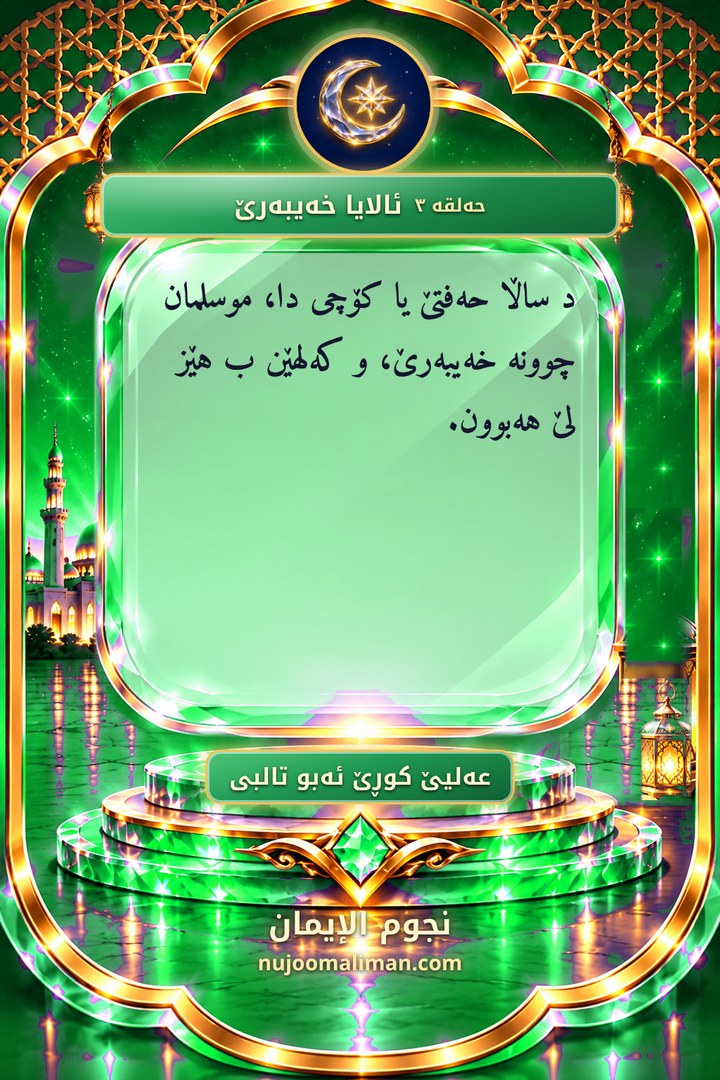 حەلقە ٣ ئالایا خەیبەرێ
د سالا حەفتێ یا کۆچی دا، موسلمان
چوونە خەیبەرێ، و کەلهێن ب هێز
لێ هەبوون.
عەلیێ کوڕێ ئەبو تالبی
نجوم الإيمان
nujoomaliman.com